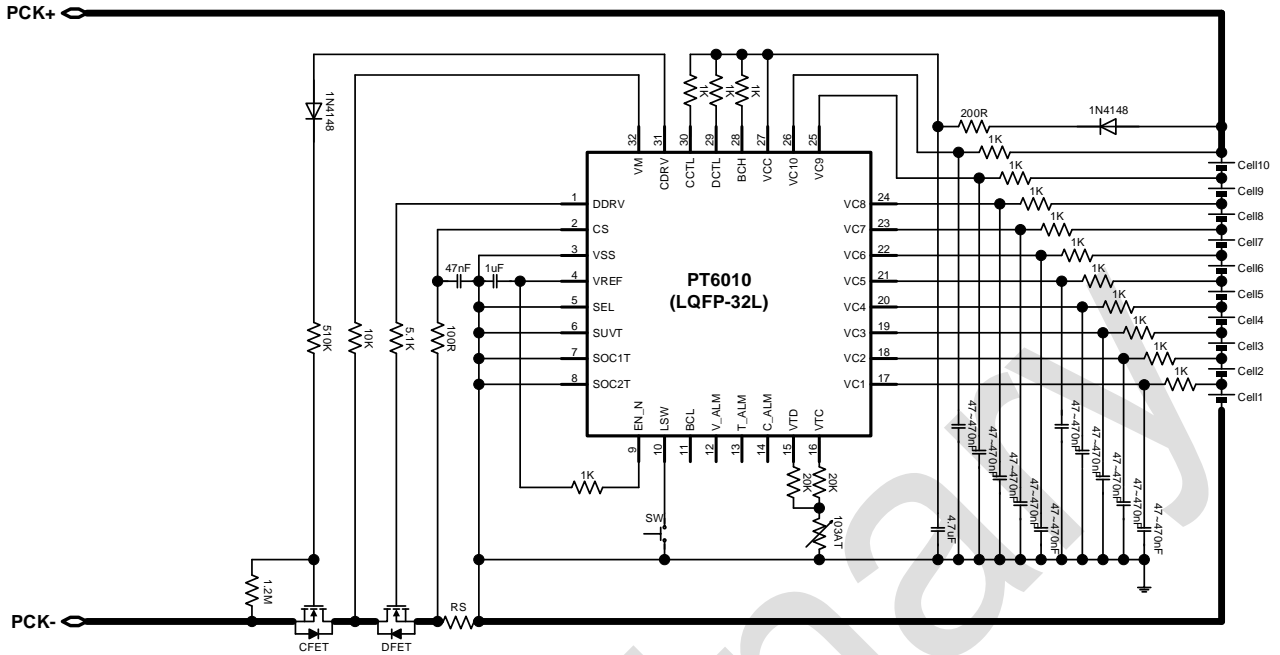 PCK+
1N4148
200R
1N4148
1K
1K
1K
32
31
30
29
28
27
26
25
VM
CDRV
CCTL
DCTL
BCH
VCC
VC10
VC9
1K
1K
1K
1K
1K
1K
1K
1K
1K
1K
Cell10
Cell9
Cell8
Cell7
Cell6
Cell5
Cell4
Cell3
Cell2
Cell1
1 DDRV
2 CS
3 VSS
4 VREF
5 SEL
6 SUVT
7 SOC1T
8 SOC2T
47nF
1uF
PT6010
(LQFP-32L)
VC8 24
VC7 23
VC6 22
VC5 21
VC4 20
VC3 19
VC2 18
VC1 17
510K
10K
5.1K
100R
EN_N
LSW
BCL
V_ALM
T_ALM
C_ALM
VTD
VTC
9
10
11
12
13
14
15
16
1K
SW
20K
20K
103AT
4.7uF
47~470nF
47~470nF
47~470nF
47~470nF
47~470nF
47~470nF
47~470nF
47~470nF
47~470nF
47~470nF
1.2M
RS
PCK-
CFET
DFET